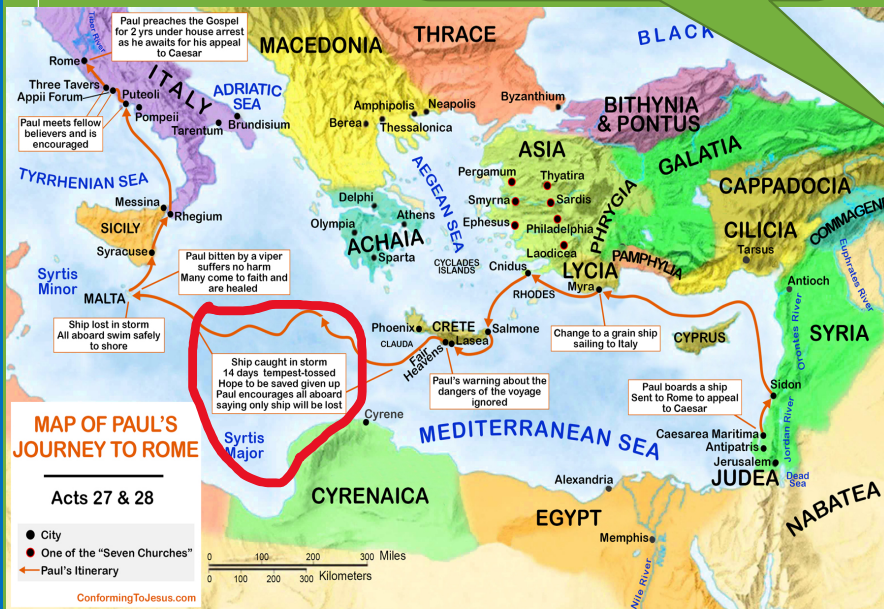 Paul preaches the Gospel
for 2 yrs under house arrest
as he awaits for his appeal
to Caesar
Tiber River
Rome
MACEDONIA
THRACE
BLACK
Three Tavers
Appii Forum
Puteoli
Pompeii
ITALY
ADRIATIC
SEA
Tarentum
Brundisium
Paul meets fellow
believers and is
encouraged
Amphipolis
Neapolis
Berea
Thessalonica
Byzanthium
BITHYNIA
& PONTUS
ASIA
GALATIA
TYRRHENIAN SEA
AEGEAN SEA
Pergamum
Thyatira
Smyrna
Sardis
Ephesus
Philadelphia
Laodicea
PHRYGIA
CAPPADOCIA
COMMAGENE
CILICIA
Tarsus
PAMPHYLIA
LYCIA
Myra
Euphrates River
Messina
Rhegium
SICILY
Syracuse
Delphi
Olympia
Athens
ACHAIA
Sparta
CYCLADES
ISLANDS
Cnidus
RHODES
Antioch
Orontes River
SYRIA
Syrtis
Minor
MALTA
Paul bitten by a viper
suffers no harm
Many come to faith and
are healed
Ship lost in storm
All aboard swim safely
to shore
Phoenix
CRETE
Salmone
CLAUDA
Lasea
Fair
Heavens
Change to a grain ship
sailing to Italy
CYPRUS
Ship caught in storm
14 days tempest-tossed
Hope to be saved given up
Paul encourages all aboard
saying only ship will be lost
Paul's warning about the
dangers of the voyage
ignored
Paul boards a ship
Sent to Rome to appeal
to Caesar
Sidon
Caesarea Maritima
Antipatris
Jerusalem
JUDEA
Jordan River
Dead
Sea
NABATEA
Cyrene
MEDITERRANEAN SEA
Syrtis
Major
CYRENAICA
Alexandria
EGYPT
Memphis
Nile River
MAP OF PAUL'S
JOURNEY TO ROME
Acts 27 & 28
City
One of the “Seven Churches”
Paul's Itinerary
ConformingToJesus.com
0 100 200 300 Miles
0 100 200 300 Kilometers